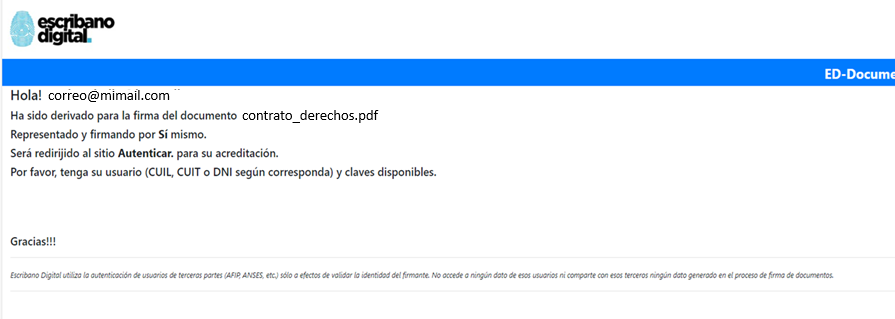 escribano
digital.
ED-Docume
Hola! correo@mimail.com
Ha sido derivado para la firma del documento contrato_derechos.pdf
Representado y firmando por Sí mismo.
Será redirijido al sitio Autenticar. para su acreditación.
Por favor, tenga su usuario (CUIL, CUIT o DNI según corresponda) y claves disponibles.
Gracias!!!
Escribano Digital utiliza la autenticación de usuarios de terceras partes (AFIP, ANSES, etc.) sólo a efectos de validar la identidad del firmante. No accede a ningún dato de esos usuarios ni comparte con esos terceros ningún dato generado en el proceso de firma de documentos.